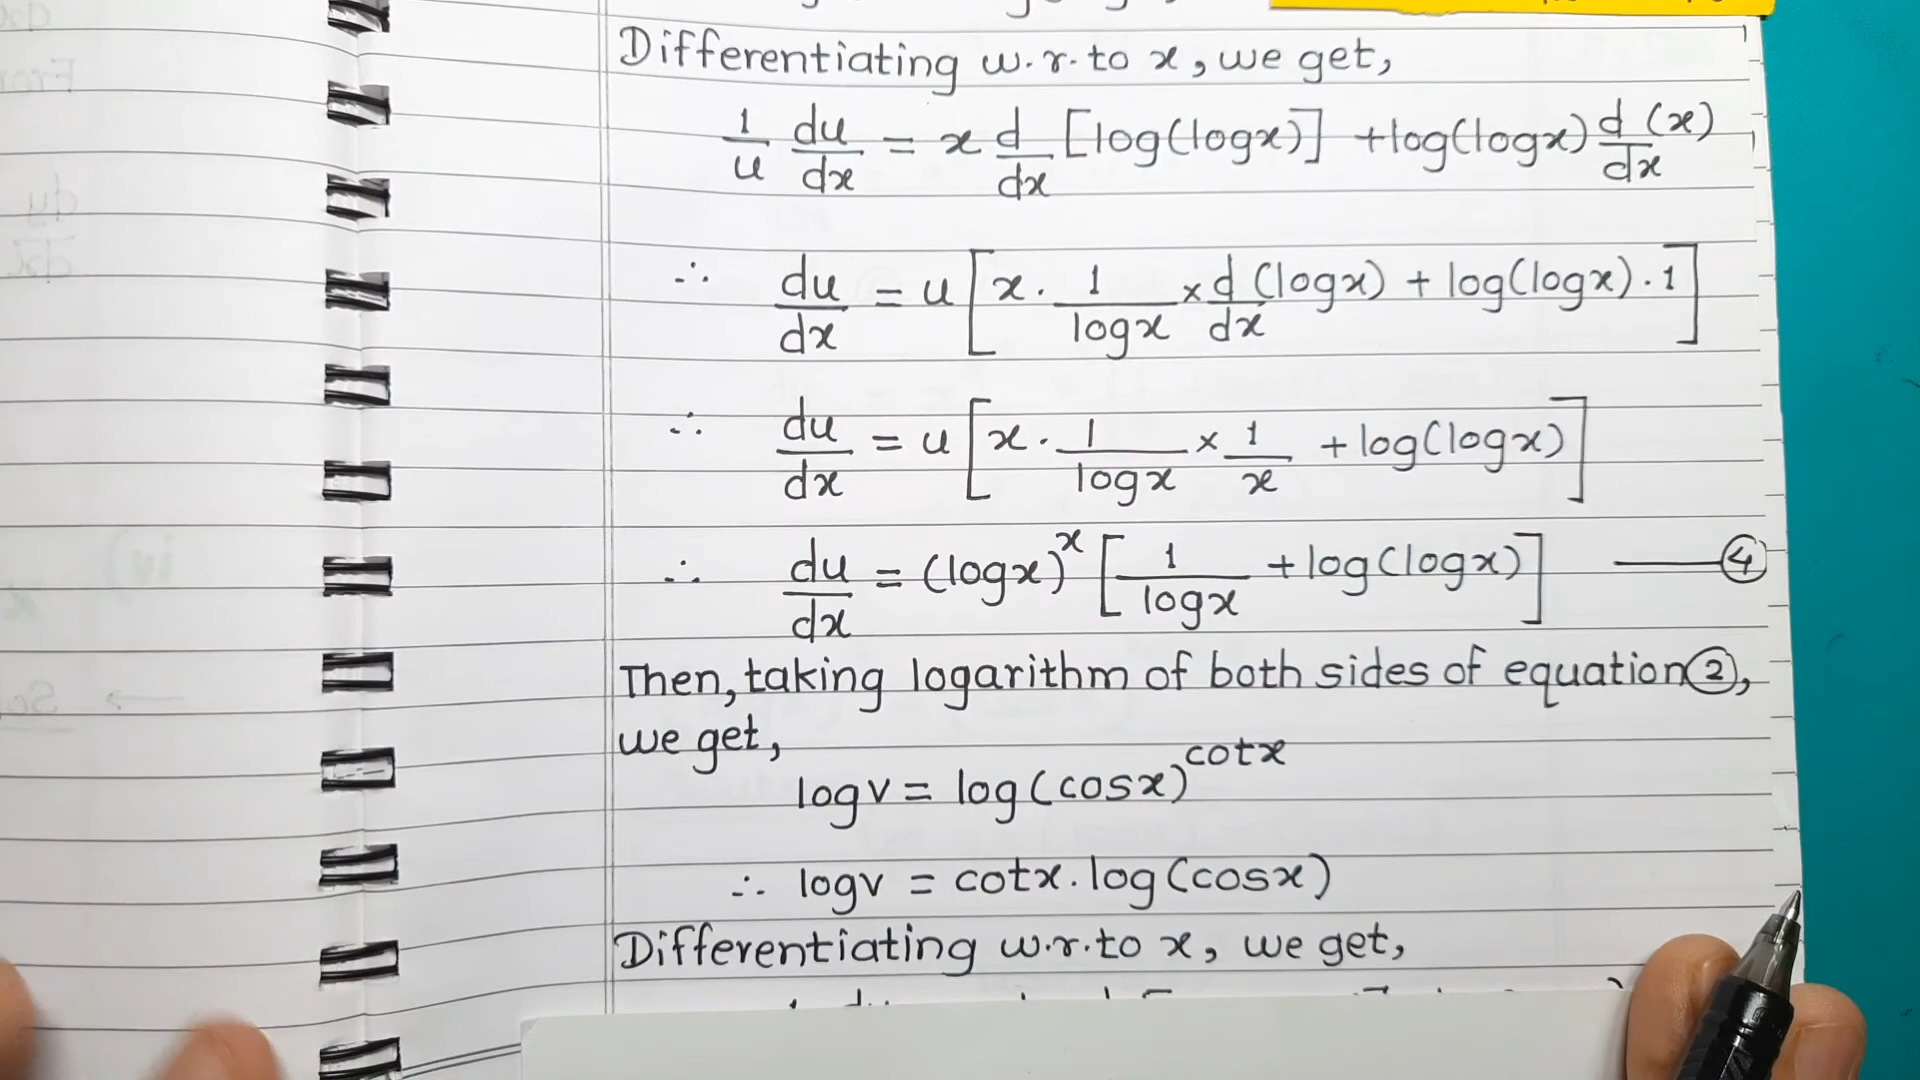 Differentiating w.r.to x, we get,
1/u du/dx = x d/dx [log(logx)] + log(logx) d/dx (x)
∴ du/dx = u [x · 1/logx × d/dx (logx) + log(logx) · 1]
∴ du/dx = u [x · 1/logx × 1/x + log(logx)]
∴ du/dx = (logx)^x [1/logx + log(logx)] —— ④
Then, taking logarithm of both sides of equation ②,
we get,
logv = log(cosx)^cotx
∴ logv = cotx . log(cosx)
Differentiating w.r.to x, we get,